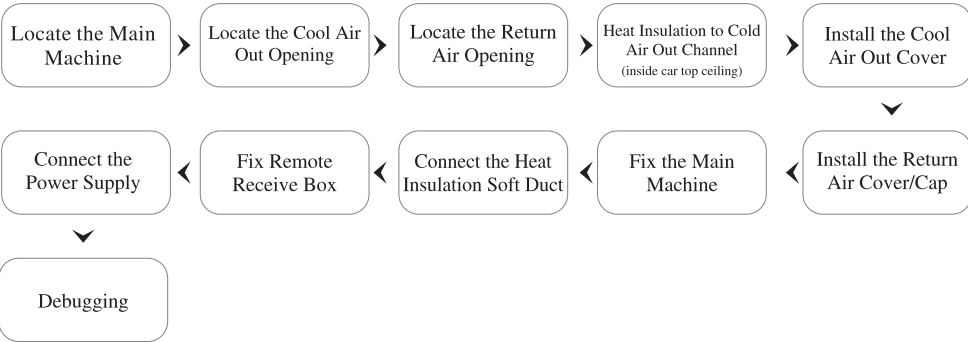 Locate the Main
Machine
Locate the Cool Air
Out Opening
Locate the Return
Air Opening
Heat Insulation to Cold
Air Out Channel
(inside car top ceiling)
Install the Cool
Air Out Cover
Install the Return
Air Cover/Cap
Fix the Main
Machine
Connect the Heat
Insulation Soft Duct
Fix Remote
Receive Box
Connect the
Power Supply
Debugging